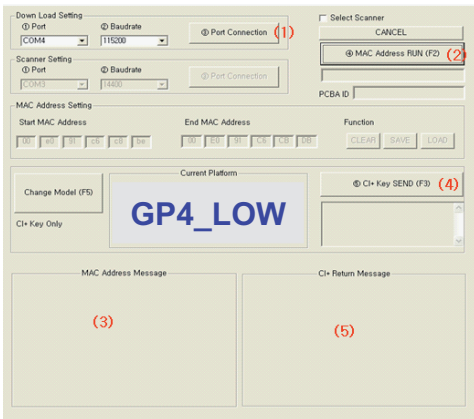 Down Load Setting
① Port
② Baudrate
COM4
115200
③ Port Connection
(1)
Select Scanner
CANCEL
④ MAC Address RUN (F2)
(2)
Scanner Setting
① Port
② Baudrate
COM3
14400
③ Port Connection
PCBA ID
MAC Address Setting
Start MAC Address
End MAC Address
Function
00 e0 91 c6 c8 be
00 E0 91 C6 CB DB
CLEAR SAVE LOAD
Change Model (F5)
CI+ Key Only
Current Platform
GP4_LOW
⑤ CI+ Key SEND (F3)
(4)
MAC Address Message
(3)
CI+ Return Message
(5)